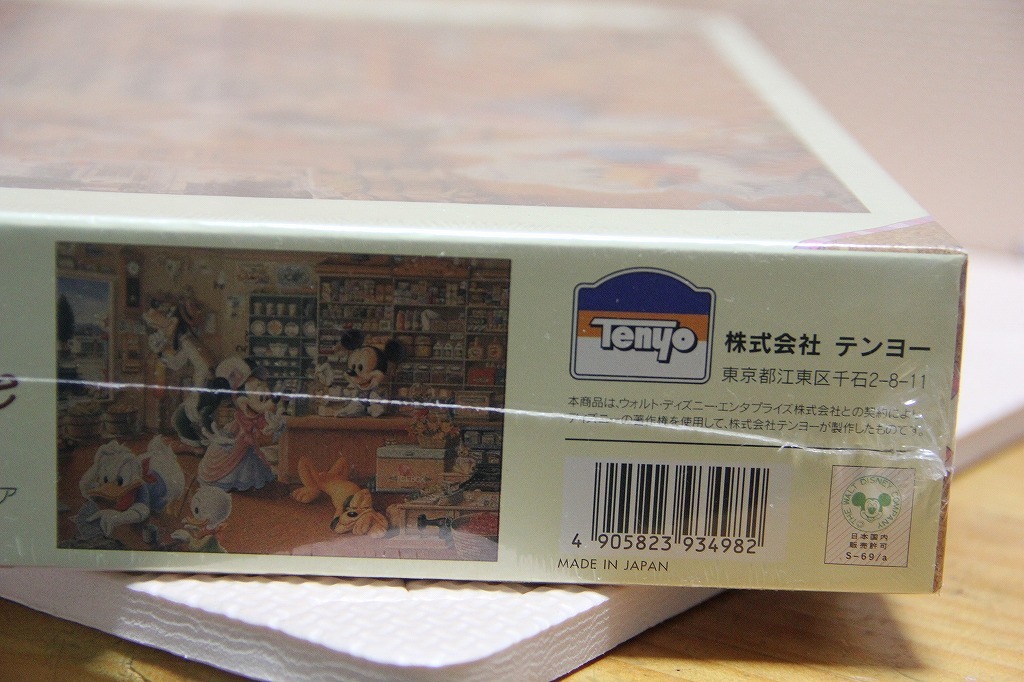 Tenyo
株式会社 テンヨー
東京都江東区千石2-8-11
本商品は、ウォルト・ディズニー・エンタプライズ株式会社との契約により
ディズニーの著作権を使用して、株式会社テンヨーが製作したものです。
4 905823 934982
MADE IN JAPAN
©THE WALT DISNEY COMPANY
日本国内
販売許可
S-69/a
ア